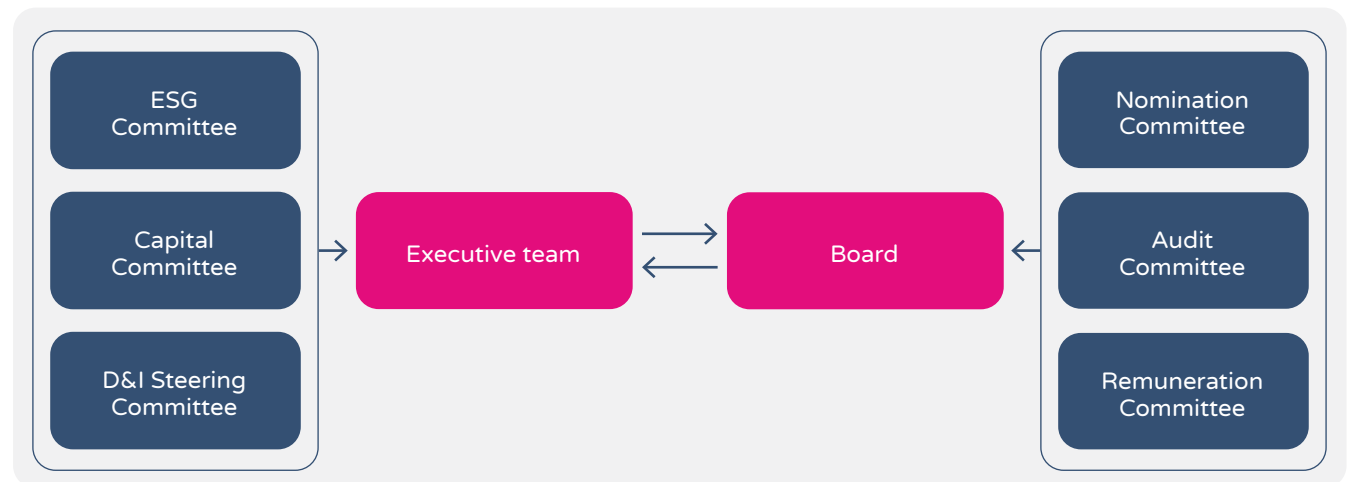 ESG
Committee
Capital
Committee
D&I Steering
Committee
Executive team
Board
Nomination
Committee
Audit
Committee
Remuneration
Committee